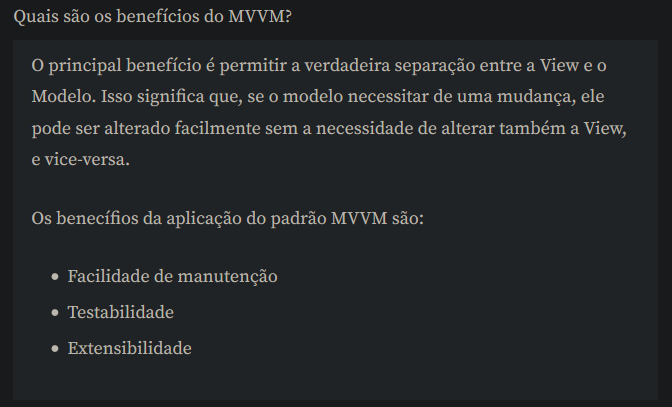 Quais são os benefícios do MVVM?
O principal benefício é permitir a verdadeira separação entre a View e o
Modelo. Isso significa que, se o modelo necessitar de uma mudança, ele
pode ser alterado facilmente sem a necessidade de alterar também a View,
e vice-versa.
Os benecífios da aplicação do padrão MVVM são:
• Facilidade de manutenção
• Testabilidade
• Extensibilidade